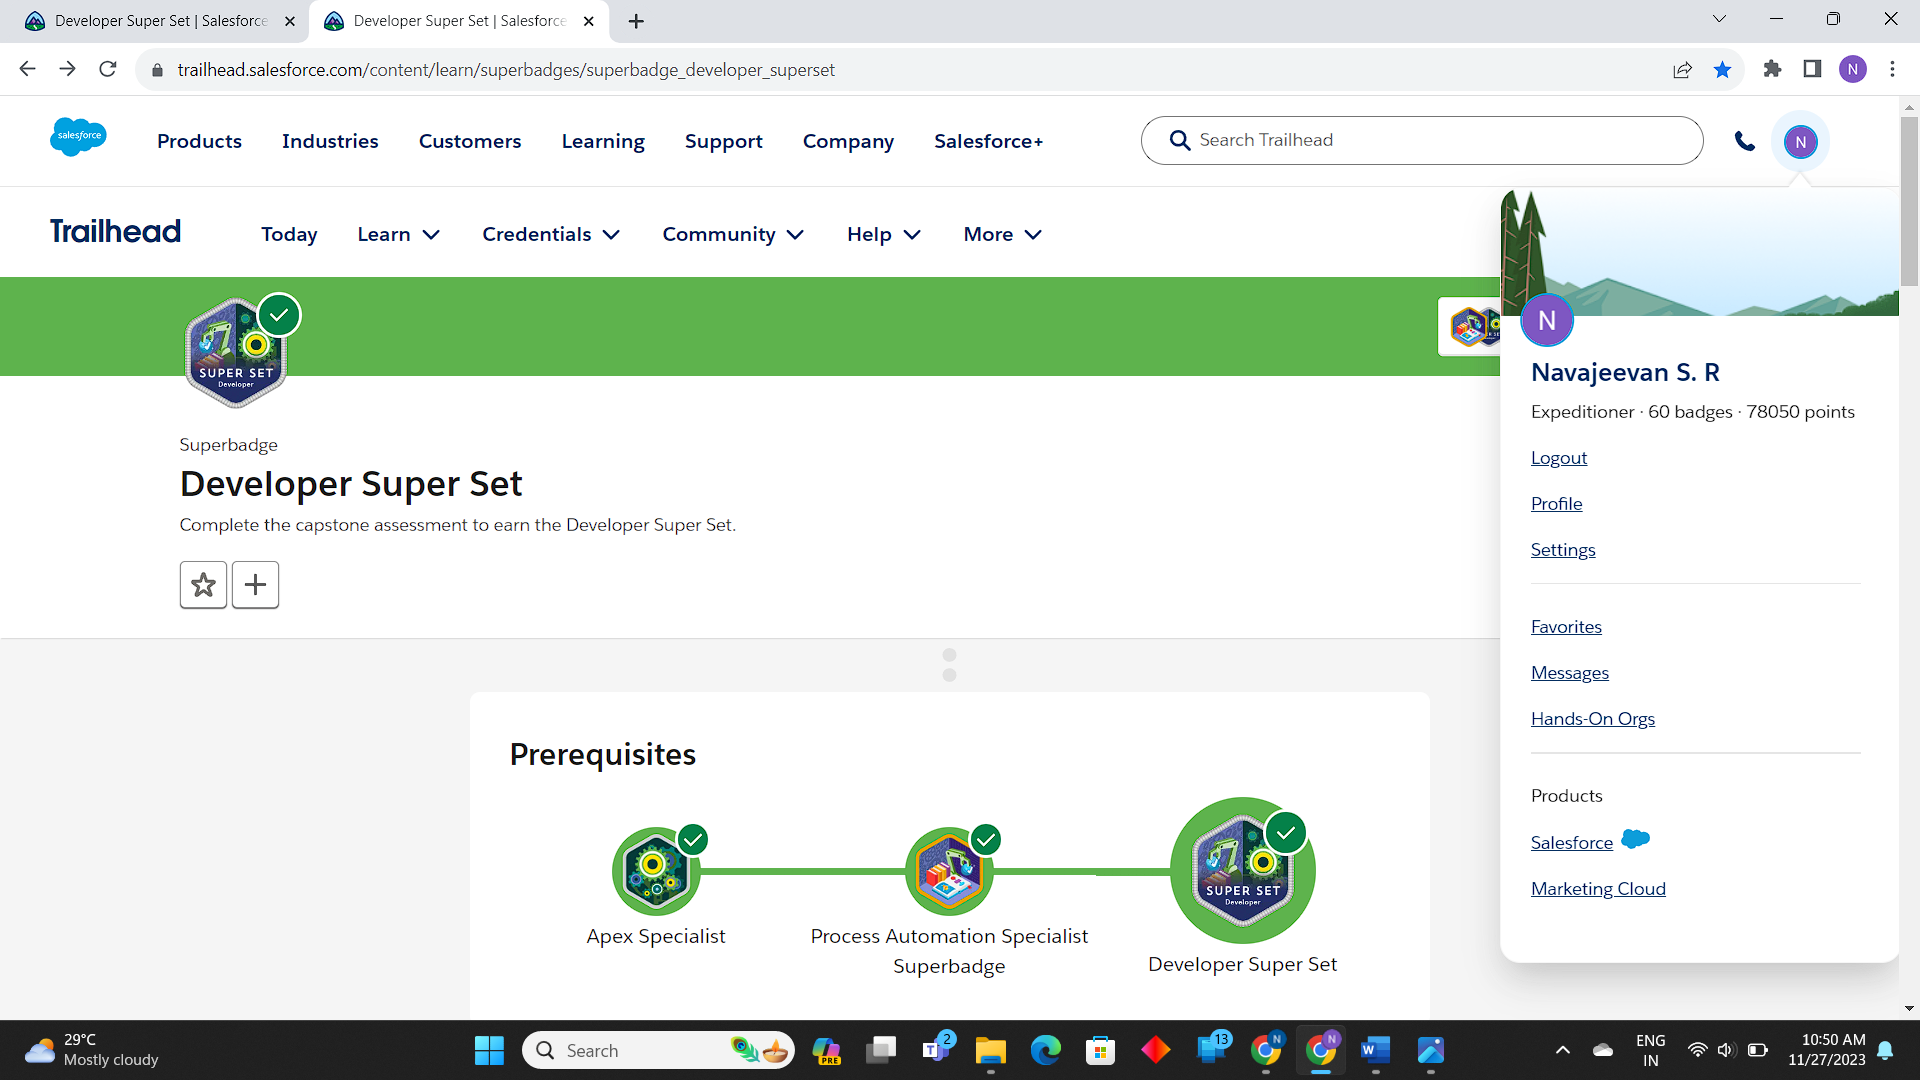 Developer Super Set | Salesforce
Developer Super Set | Salesforce
trailhead.salesforce.com/content/learn/superbadges/superbadge_developer_superset
N
salesforce
Products Industries Customers Learning Support Company Salesforce+
Search Trailhead
N
Trailhead
Today Learn Credentials Community Help More
SUPER SET
Developer
N
Navajeevan S. R
Expeditioner · 60 badges · 78050 points
Superbadge
Developer Super Set
Complete the capstone assessment to earn the Developer Super Set.
Logout
Profile
Settings
Favorites
Messages
Hands-On Orgs
Products
Salesforce
Marketing Cloud
Prerequisites
SUPER SET
Developer
Apex Specialist
Process Automation Specialist
Superbadge
Developer Super Set
29°C
Mostly cloudy
Search
PRE
T
2
13
N
N
W
ENG
IN
10:50 AM
11/27/2023